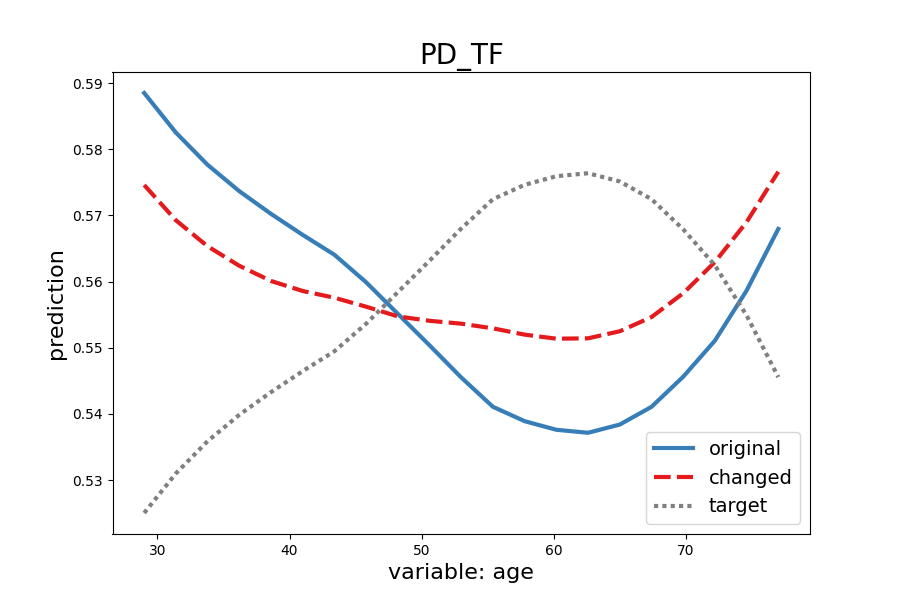 PD_TF
0.59
0.58
0.57
0.56
0.55
0.54
0.53
prediction
30 40 50 60 70
variable: age
original
changed
target